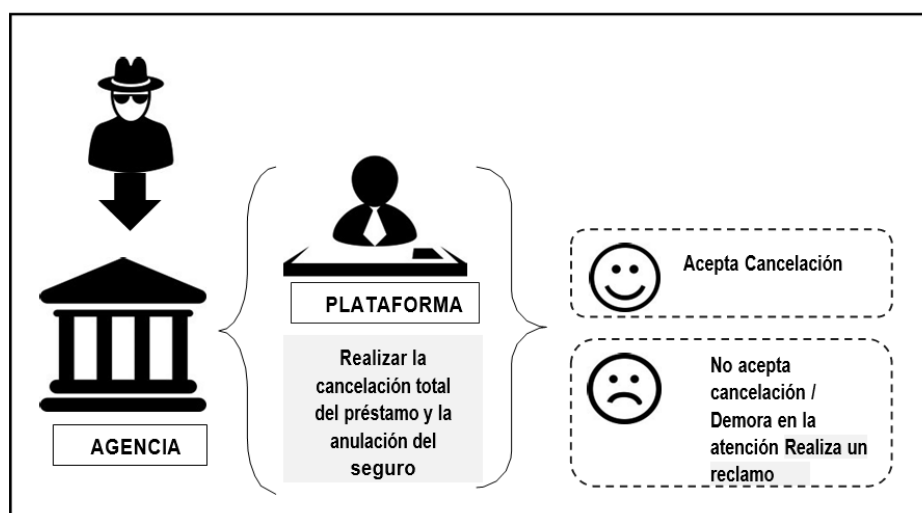 AGENCIA
PLATAFORMA
Realizar la
cancelación total
del préstamo y la
anulación del
seguro
Acepta Cancelación
No acepta
cancelación /
Demora en la
atención Realiza un
reclamo